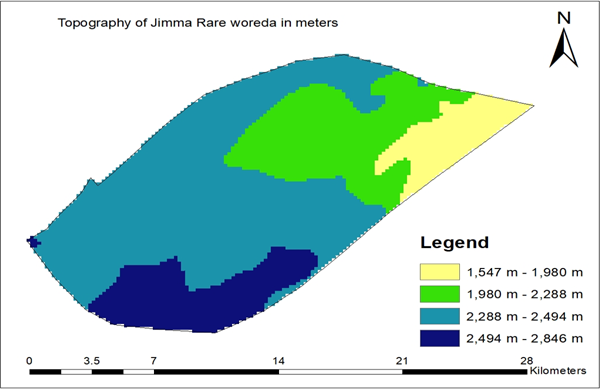 Topography of Jimma Rare woreda in meters
N
Legend
1,547 m - 1,980 m
1,980 m - 2,288 m
2,288 m - 2,494 m
2,494 m - 2,846 m
0 3.5 7 14 21 28
Kilometers